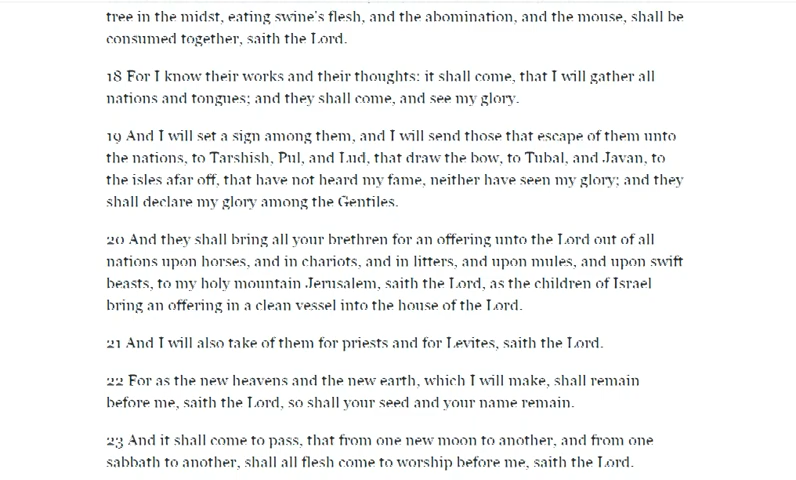 tree in the midst, eating swine's flesh, and the abomination, and the mouse, shall be
consumed together, saith the Lord.
18 For I know their works and their thoughts: it shall come, that I will gather all
nations and tongues; and they shall come, and see my glory.
19 And I will set a sign among them, and I will send those that escape of them unto
the nations, to Tarshish, Pul, and Lud, that draw the bow, to Tubal, and Javan, to
the isles afar off, that have not heard my fame, neither have seen my glory; and they
shall declare my glory among the Gentiles.
20 And they shall bring all your brethren for an offering unto the Lord out of all
nations upon horses, and in chariots, and in litters, and upon mules, and upon swift
beasts, to my holy mountain Jerusalem, saith the Lord, as the children of Israel
bring an offering in a clean vessel into the house of the Lord.
21 And I will also take of them for priests and for Levites, saith the Lord.
22 For as the new heavens and the new earth, which I will make, shall remain
before me, saith the Lord, so shall your seed and your name remain.
23 And it shall come to pass, that from one new moon to another, and from one
sabbath to another, shall all flesh come to worship before me, saith the Lord.